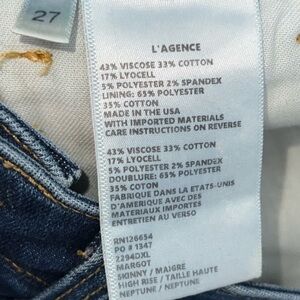 27
L'AGENCE
43% VISCOSE 33% COTTON
17% LYOCELL
5% POLYESTER 2% SPANDEX
LINING: 65% POLYESTER
35% COTTON
MADE IN THE USA
WITH IMPORTED MATERIALS
CARE INSTRUCTIONS ON REVERSE
43% VISCOSE 33% COTTON
17% LYOCELL
5% POLYESTER 2% SPANDEX
DOUBLURE: 65% POLYESTER
35% COTON
FABRIQUE DANS LA ETATS-UNIS
D'AMERIQUE AVEC DES
MATERIAUX IMPORTES
ENTRETIEN AU VERSO
RN126654
PO # 1347
2294DXL
MARGOT
SKINNY / MAIGRE
HIGH RISE / TAILLE HAUTE
NEPTUNE / NEPTUNE